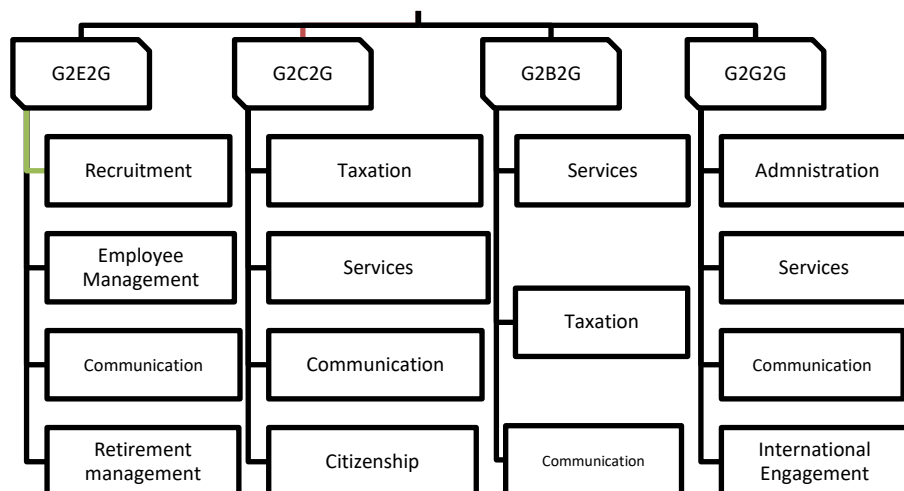 G2E2G
G2C2G
G2B2G
G2G2G
Recruitment
Employee
Management
Communication
Retirement
management
Taxation
Services
Communication
Citizenship
Services
Taxation
Communication
Admnistration
Services
Communication
International
Engagement